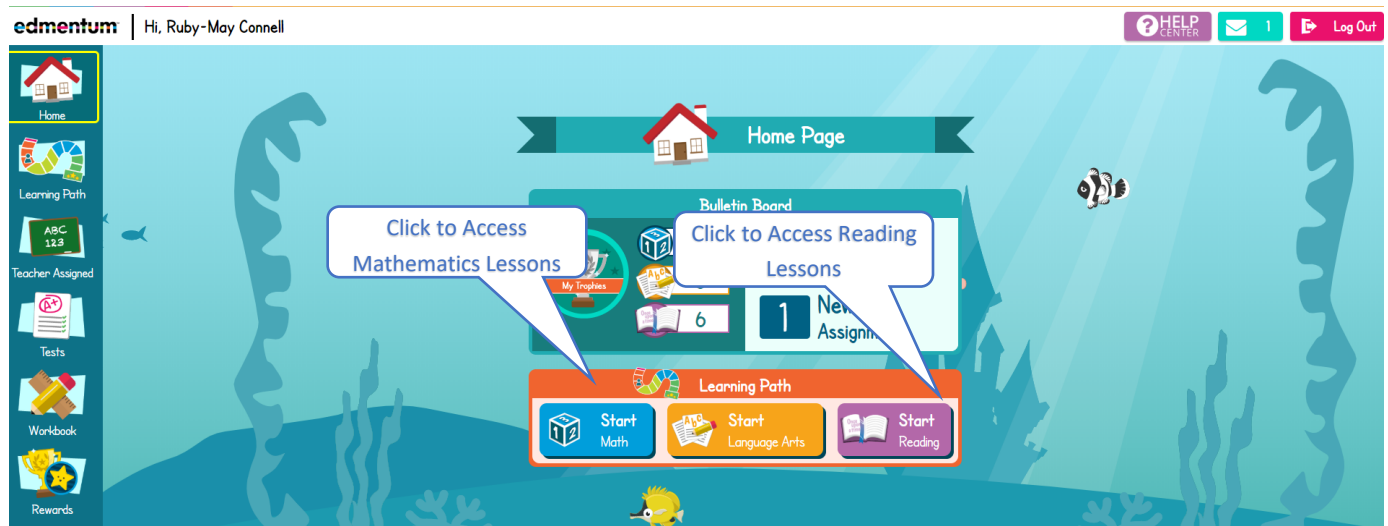 edmentum Hi, Ruby-May Connell
HELP CENTER
1
Log Out
Home
Learning Path
ABC
123
Teacher Assigned
A+
Tests
Workbook
Rewards
Home Page
Bulletin Board
Click to Access
Mathematics Lessons
Click to Access Reading
Lessons
My Trophies
6
1
Learning Path
Start
Math
Start
Language Arts
Start
Reading